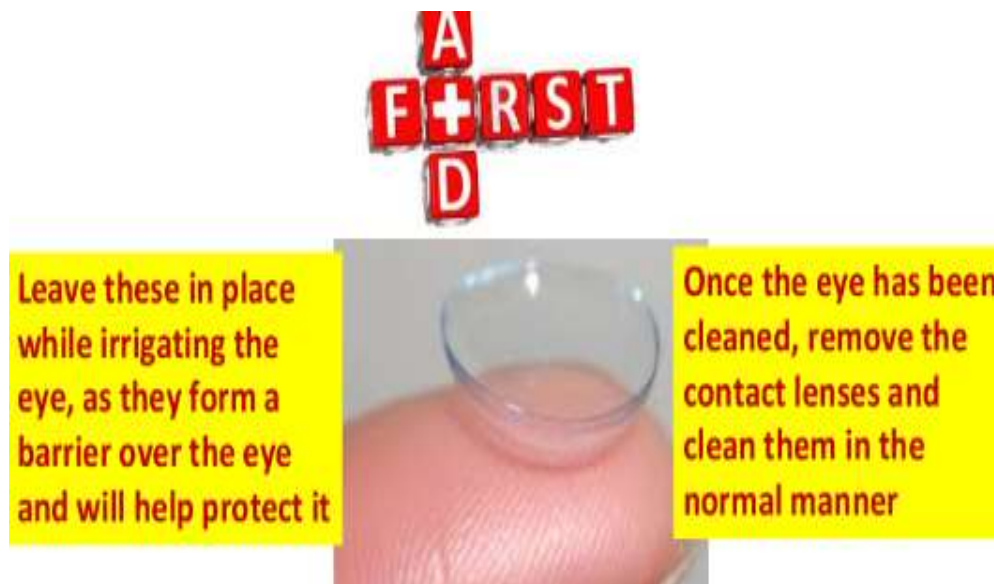 A
F RST
D
Leave these in place
while irrigating the
eye, as they form a
barrier over the eye
and will help protect it
Once the eye has been
cleaned, remove the
contact lenses and
clean them in the
normal manner